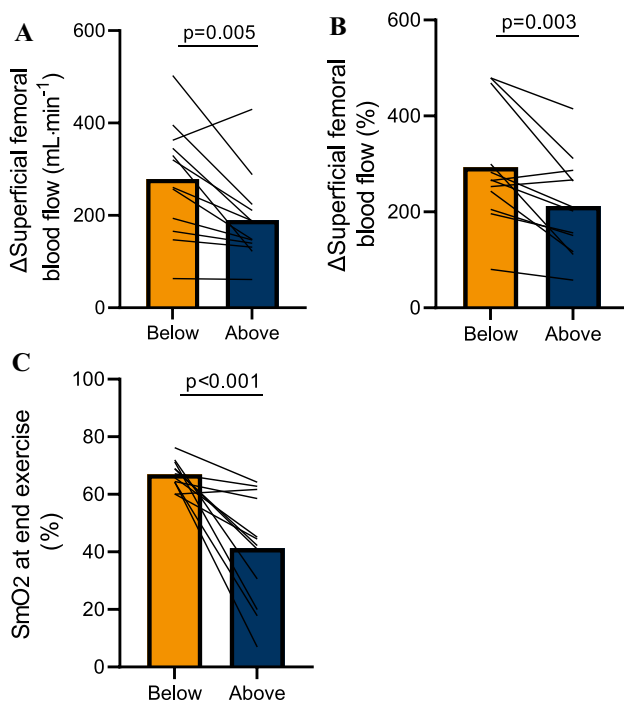 A
p=0.005
ΔSuperficial femoral
blood flow (mL·min⁻¹)
600
400
200
0
Below Above
B
p=0.003
ΔSuperficial femoral
blood flow (%)
600
400
200
0
Below Above
C
p<0.001
SmO2 at end exercise
(%)
100
80
60
40
20
0
Below Above